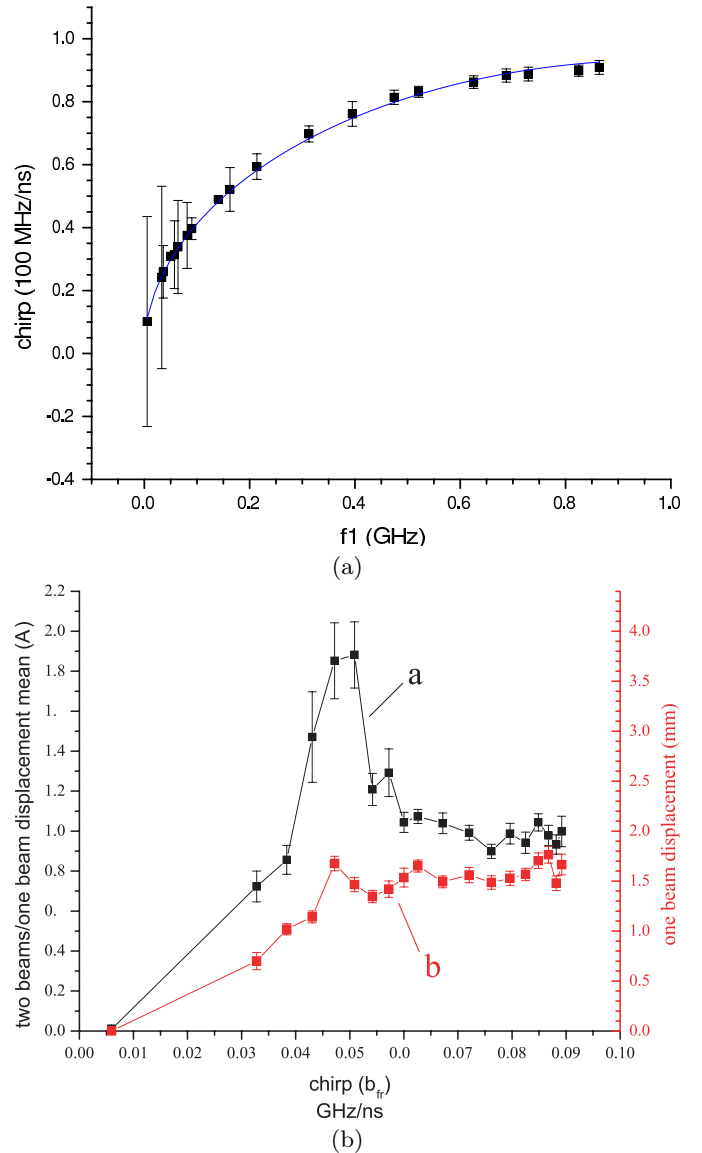 1.0
0.8
0.6
0.4
0.2
0.0
-0.2
-0.4
chirp (100 MHz/ns)
0.0 0.2 0.4 0.6 0.8 1.0
f1 (GHz)
(a)
2.2
2.0
1.8
1.6
1.4
1.2
1.0
0.8
0.
0.4
0.2
0.0
two beams/one beam displacement mean (A)
a
b
4.0
3.5
3.0
2.5
2.0
1.5
1.0
0.5
0.0
one beam displacement (mm)
0.00 0.01 0.02 0.03 0.04 0.05 0.0 0.07 0.08 0.09 0.10
chirp (b_fr)
GHz/ns
(b)